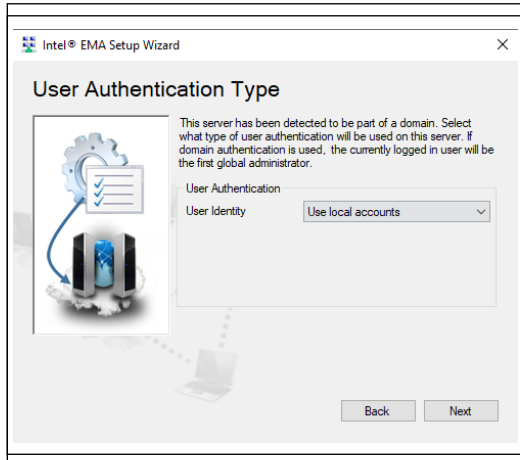 Intel® EMA Setup Wizard
User Authentication Type
This server has been detected to be part of a domain. Select
what type of user authentication will be used on this server. If
domain authentication is used, the currently logged in user will be
the first global administrator.
User Authentication
User Identity
Use local accounts
Back
Next